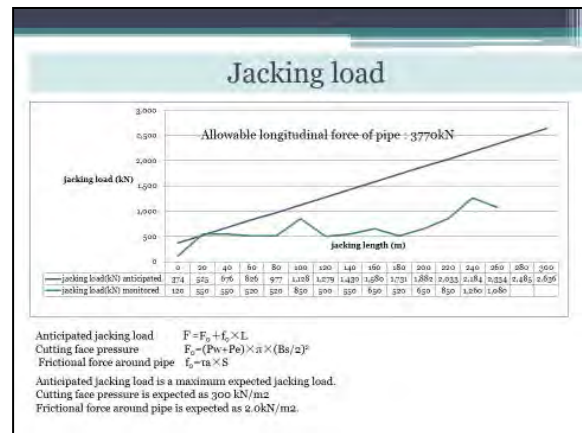 Jacking load
3,000
2,500
2,000
1,500
1,000
500
0
Allowable longitudinal force of pipe : 3770kN
jacking load (kN)
jacking length (m)
0 20 40 60 80 100 120 140 160 180 200 220 240 260 280 300
jacking load(kN) anticipated 374 525 676 826 977 1,128 1,279 1,430 1,580 1,731 1,882 2,033 2,184 2,334 2,485 2,636
jacking load(kN) monitored 120 550 550 520 520 850 500 550 650 520 650 850 1,260 1,080
Anticipated jacking load F=F₀+f₀×L
Cutting face pressure F₀=(Pw+Pe)×π×(Bs/2)²
Frictional force around pipe f₀=τa×S
Anticipated jacking load is a maximum expected jacking load.
Cutting face pressure is expected as 300 kN/m2
Frictional force around pipe is expected as 2.0kN/m2.